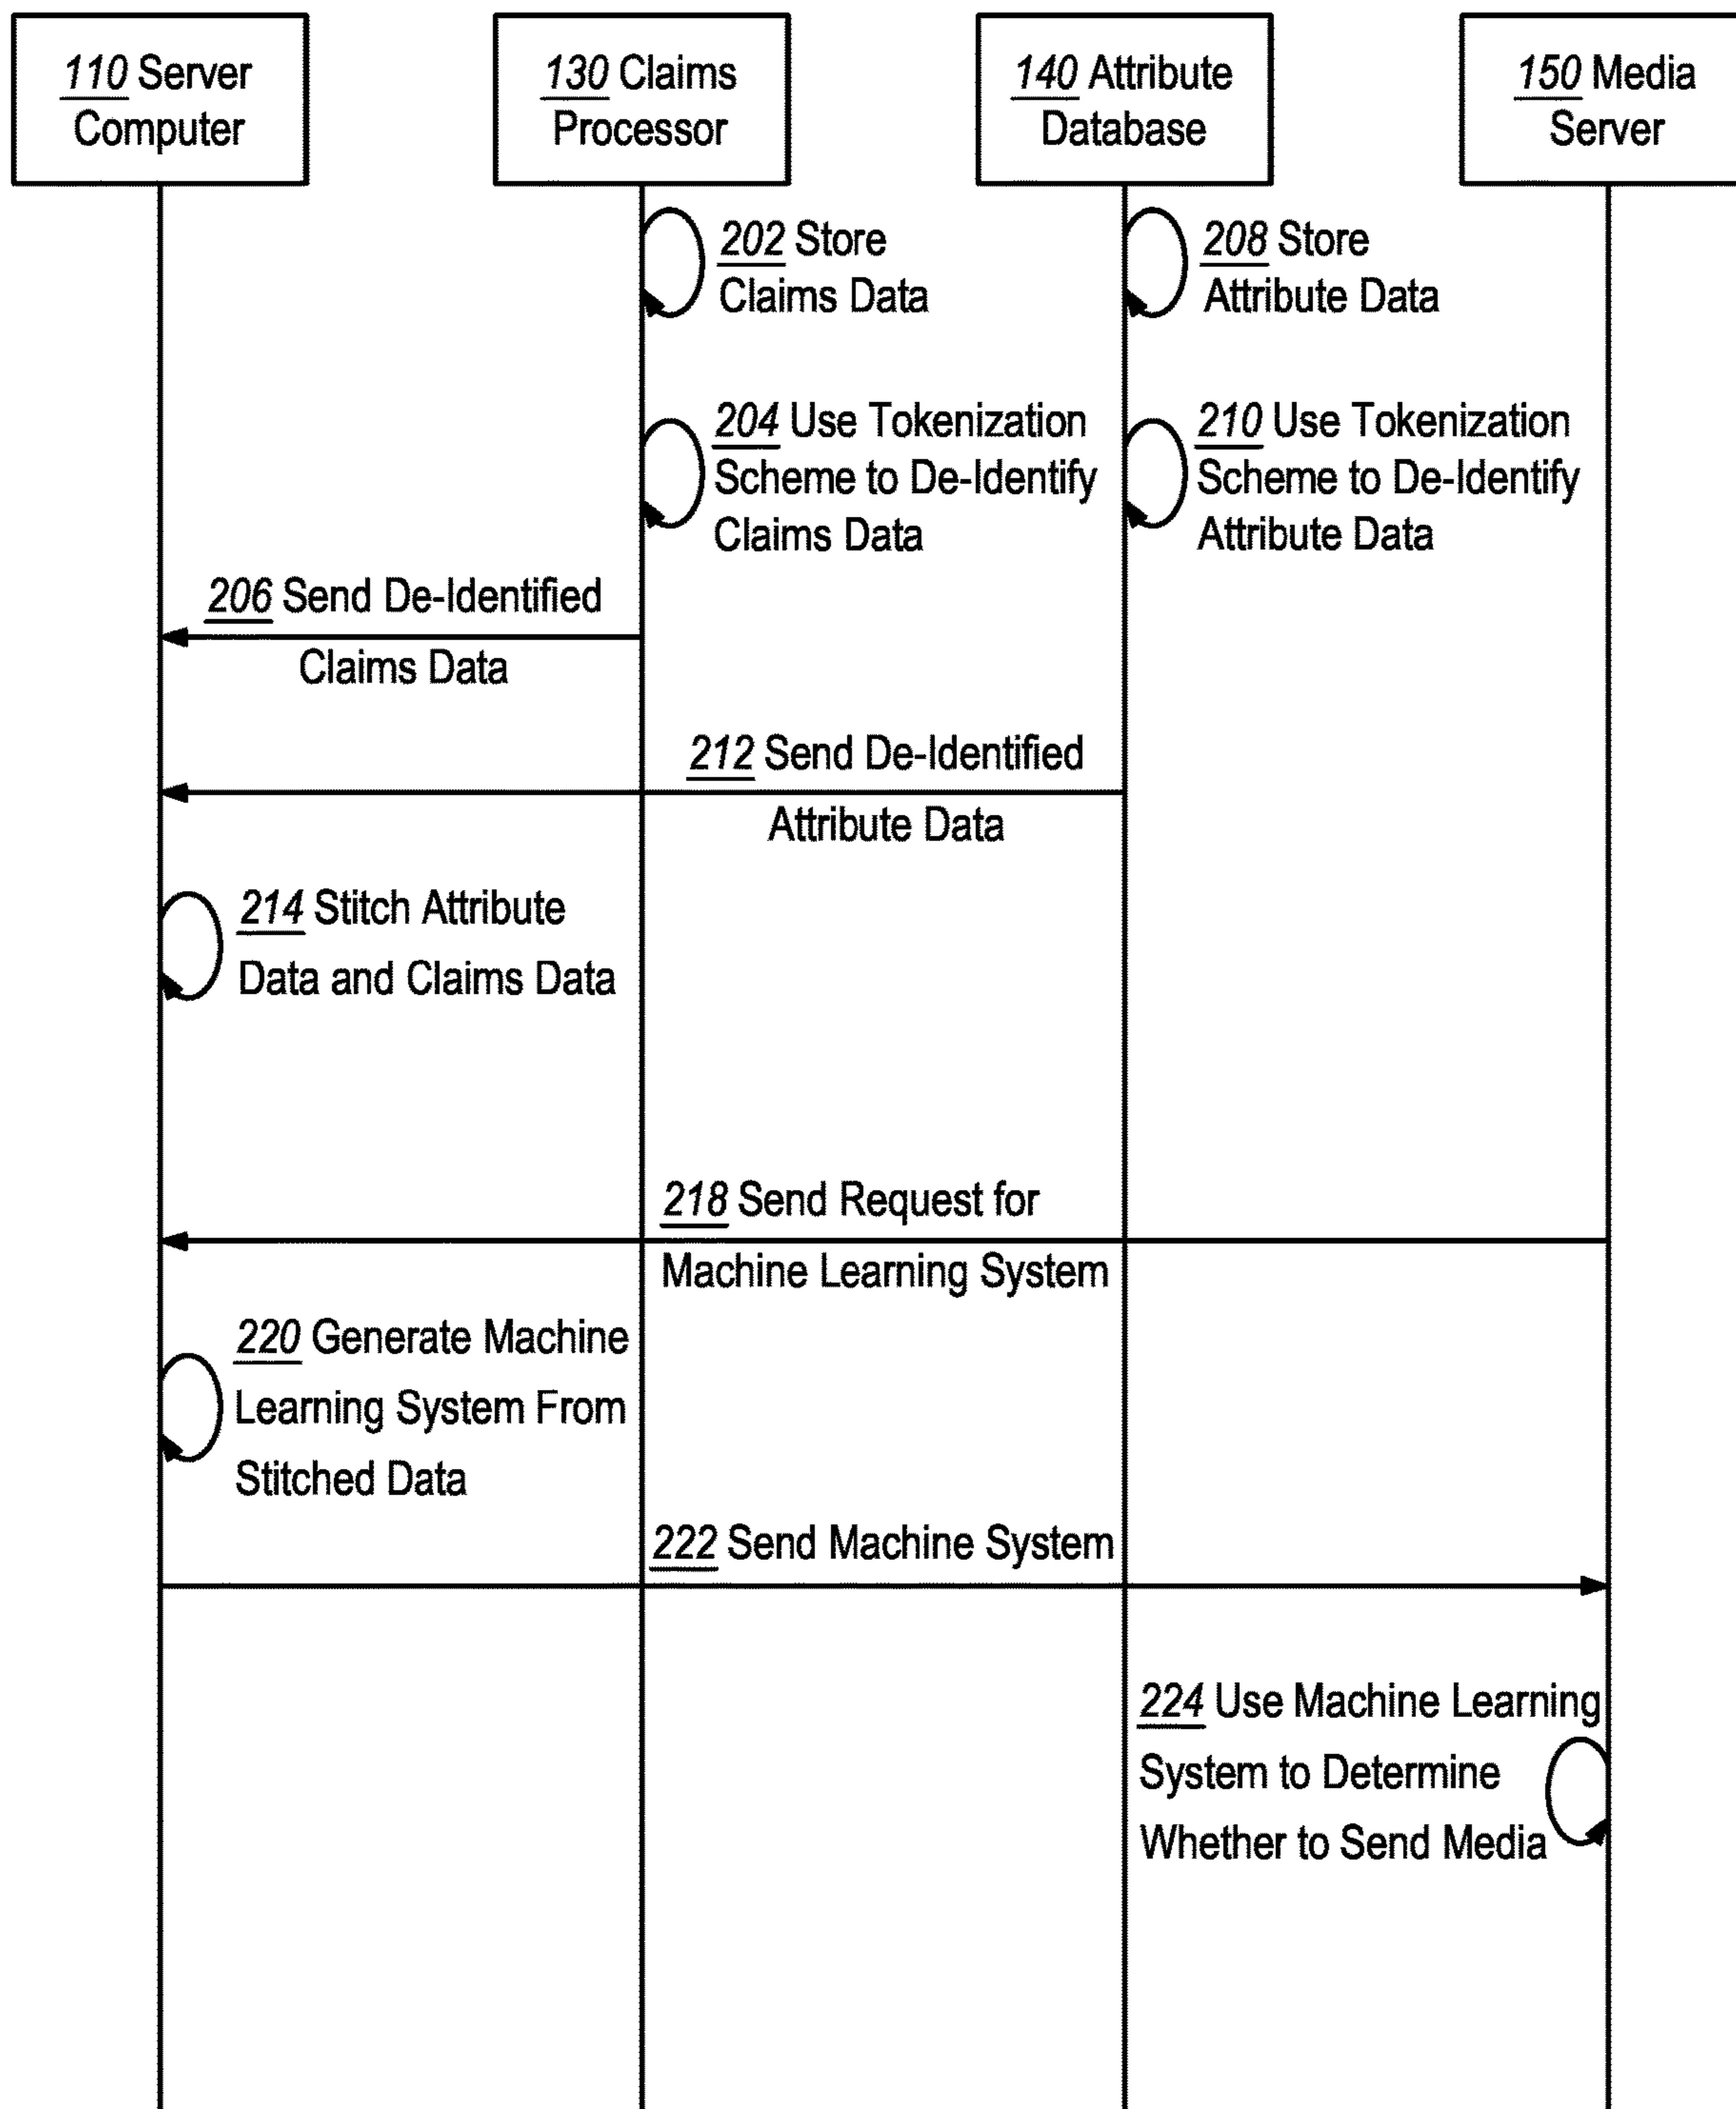 110 Server
Computer
130 Claims
Processor
140 Attribute
Database
150 Media
Server
202 Store
Claims Data
208 Store
Attribute Data
204 Use Tokenization
Scheme to De-Identify
Claims Data
210 Use Tokenization
Scheme to De-Identify
Attribute Data
206 Send De-Identified
Claims Data
212 Send De-Identified
Attribute Data
214 Stitch Attribute
Data and Claims Data
218 Send Request for
Machine Learning System
220 Generate Machine
Learning System From
Stitched Data
222 Send Machine System
224 Use Machine Learning
System to Determine
Whether to Send Media